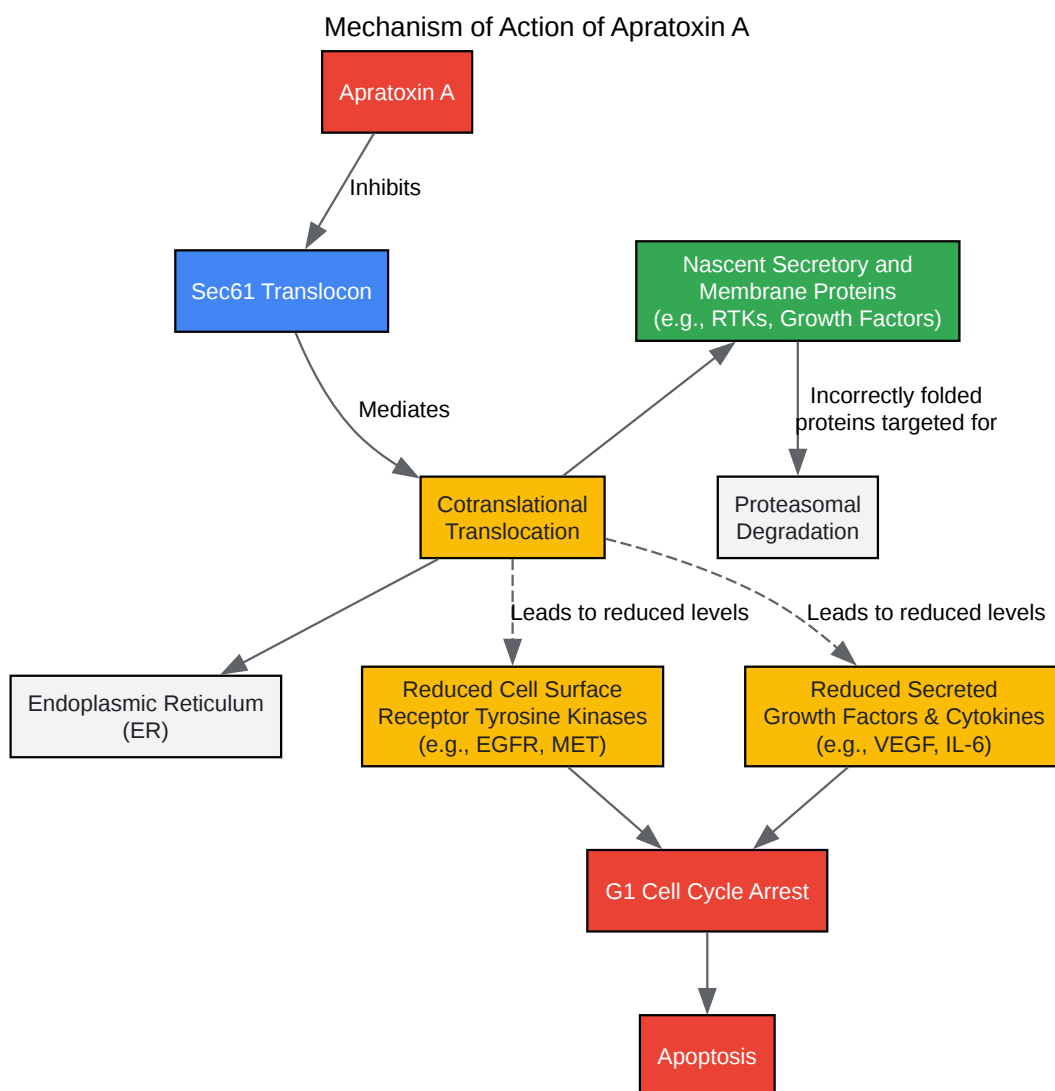 Mechanism of Action of Apratoxin A
Apratoxin A
Inhibits
Sec61 Translocon
Nascent Secretory and
Membrane Proteins
(e.g., RTKs, Growth Factors)
Mediates
Incorrectly folded
proteins targeted for
Cotranslational
Translocation
Proteasomal
Degradation
Leads to reduced levels
Leads to reduced levels
Endoplasmic Reticulum
(ER)
Reduced Cell Surface
Receptor Tyrosine Kinases
(e.g., EGFR, MET)
Reduced Secreted
Growth Factors & Cytokines
(e.g., VEGF, IL-6)
G1 Cell Cycle Arrest
Apoptosis